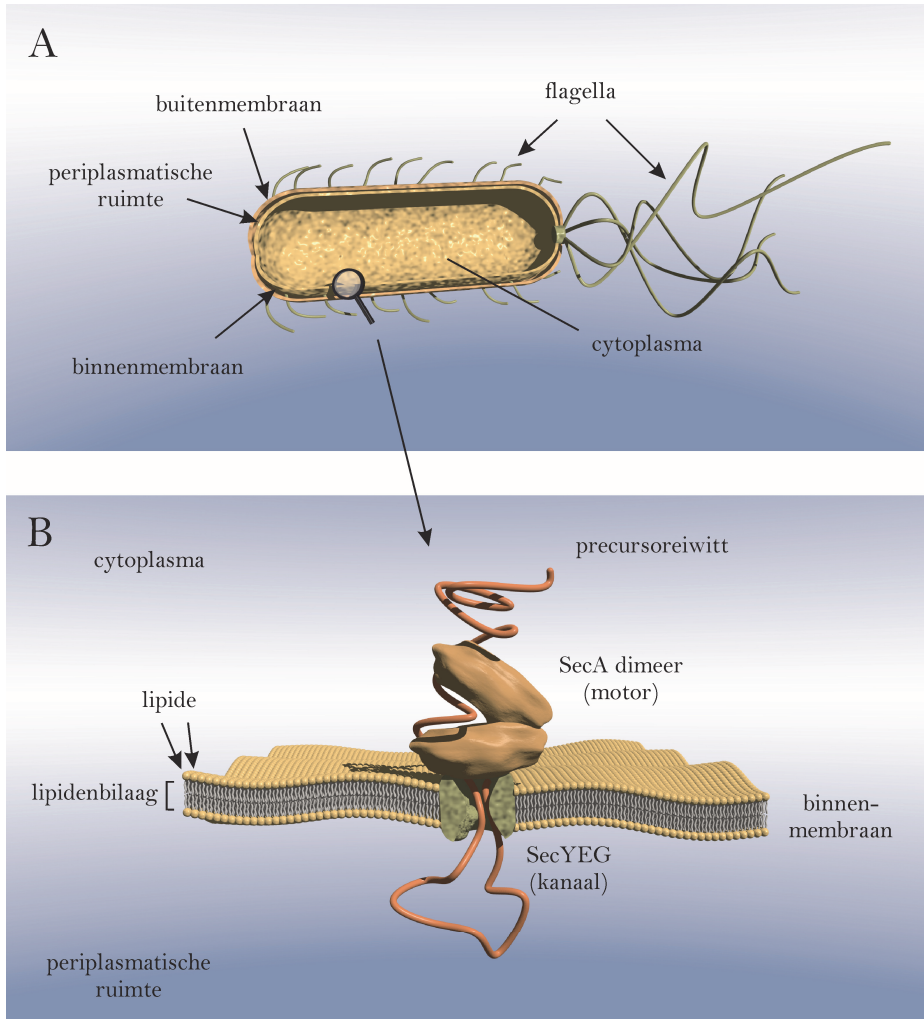 A
buitenmembraan
flagella
periplasmatische
ruimte
cytoplasma
binnenmembraan
B
cytoplasma
precursoreiwitt
SecA dimeer
(motor)
lipide
lipidenbilaag
binnen-
membraan
SecYEG
(kanaal)
periplasmatische
ruimte